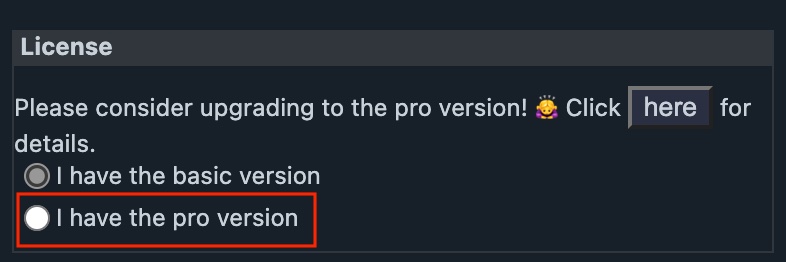 License
Please consider upgrading to the pro version! 🙇‍♀️ Click here for
details.
I have the basic version
I have the pro version